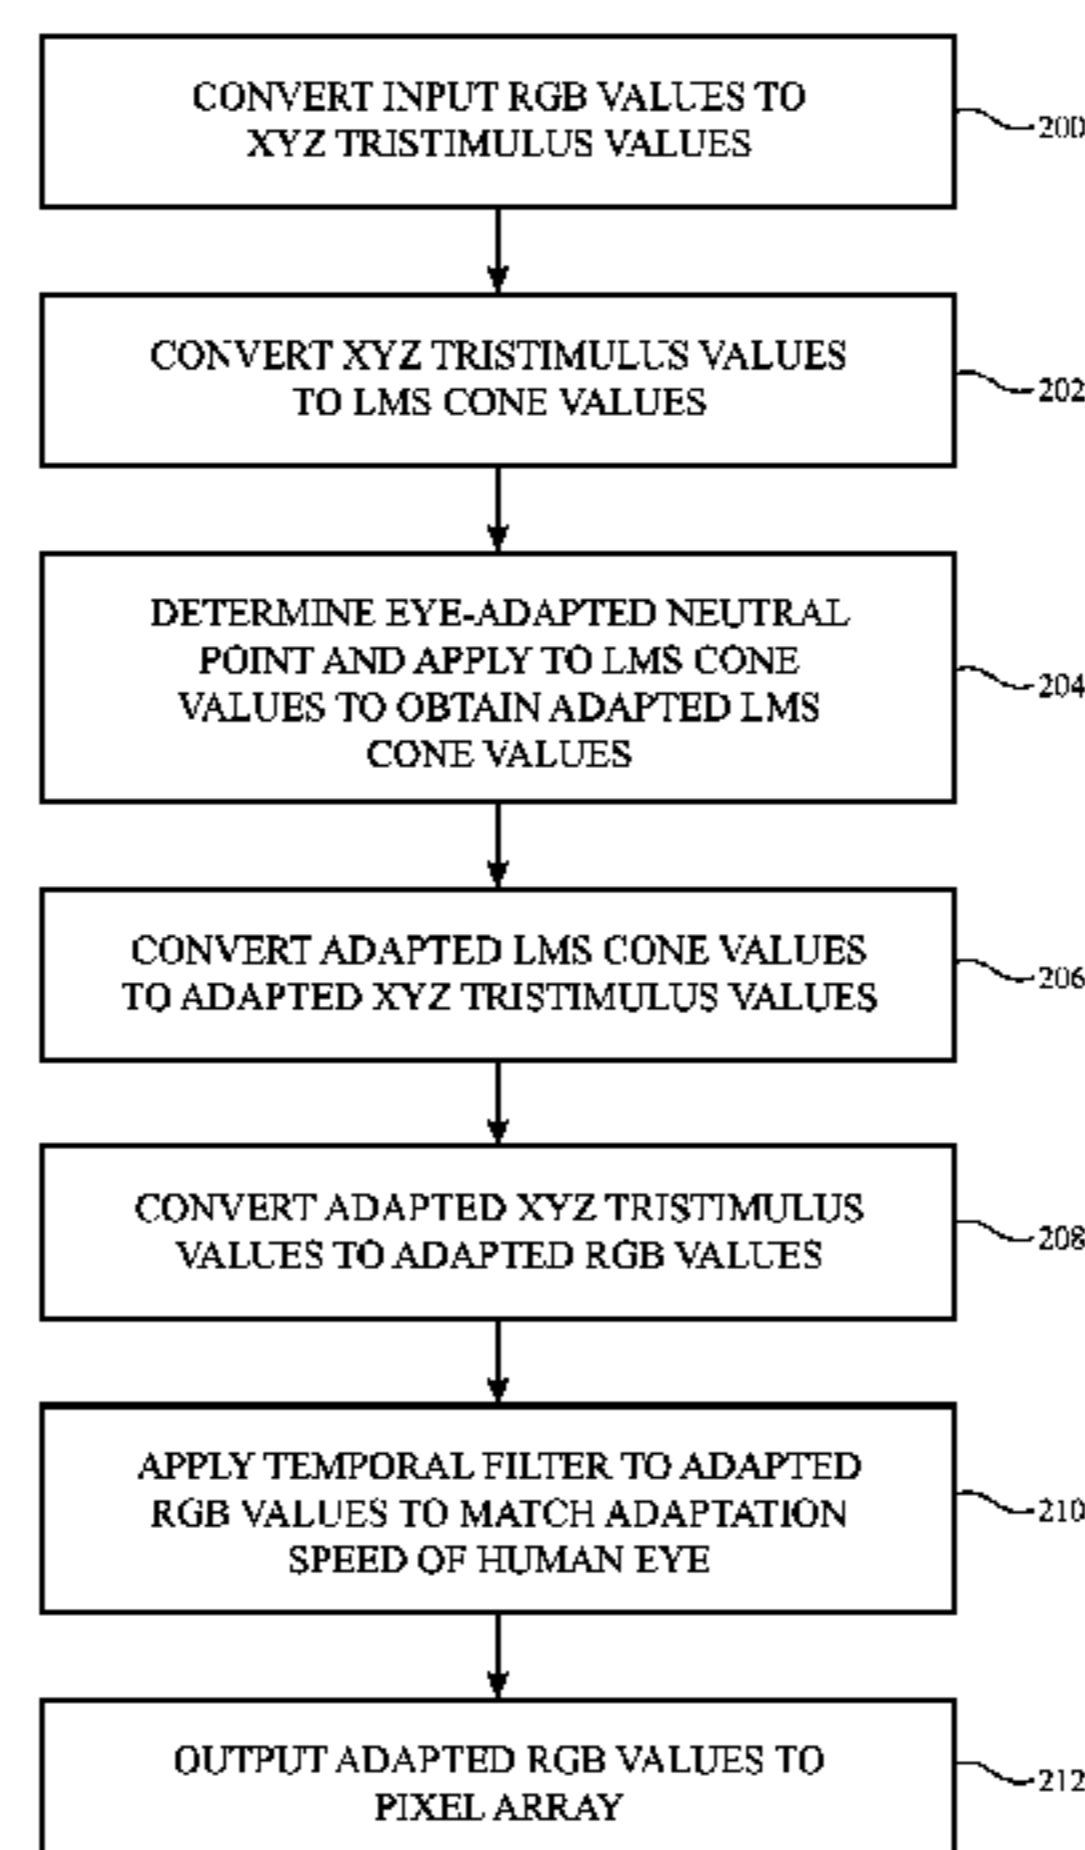 CONVERT INPUT RGB VALUES TO
XYZ TRISTIMULUS VALUES
200
CONVERT XYZ TRISTIMULUS VALUES
TO LMS CONE VALUES
202
DETERMINE EYE-ADAPTED NEUTRAL
POINT AND APPLY TO LMS CONE
VALUES TO OBTAIN ADAPTED LMS
CONE VALUES
204
CONVERT ADAPTED LMS CONE VALUES
TO ADAPTED XYZ TRISTIMULUS VALUES
206
CONVERT ADAPTED XYZ TRISTIMULUS
VALUES TO ADAPTED RGB VALUES
208
APPLY TEMPORAL FILTER TO ADAPTED
RGB VALUES TO MATCH ADAPTATION
SPEED OF HUMAN EYE
210
OUTPUT ADAPTED RGB VALUES TO
PIXEL ARRAY
212